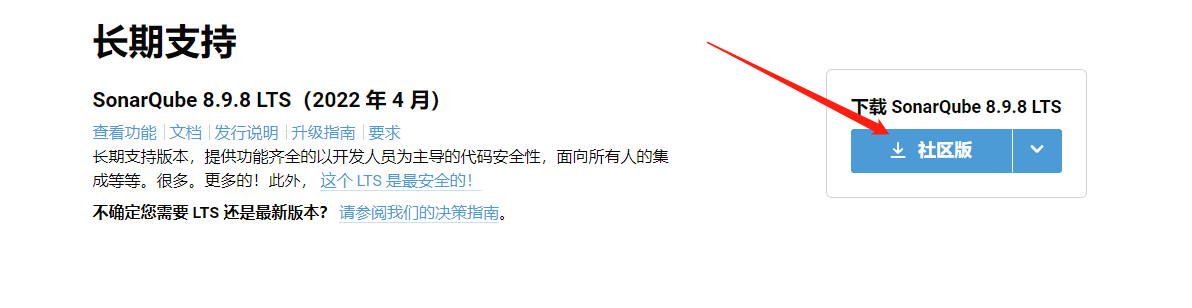 长期支持
SonarQube 8.9.8 LTS（2022 年 4 月）
查看功能 文档 发行说明 升级指南 要求
长期支持版本，提供功能齐全的以开发人员为主导的代码安全性，面向所有人的集
成等等。很多。更多的！此外， 这个 LTS 是最安全的！
不确定您需要 LTS 还是最新版本？ 请参阅我们的决策指南。
下载 SonarQube 8.9.8 LTS
社区版